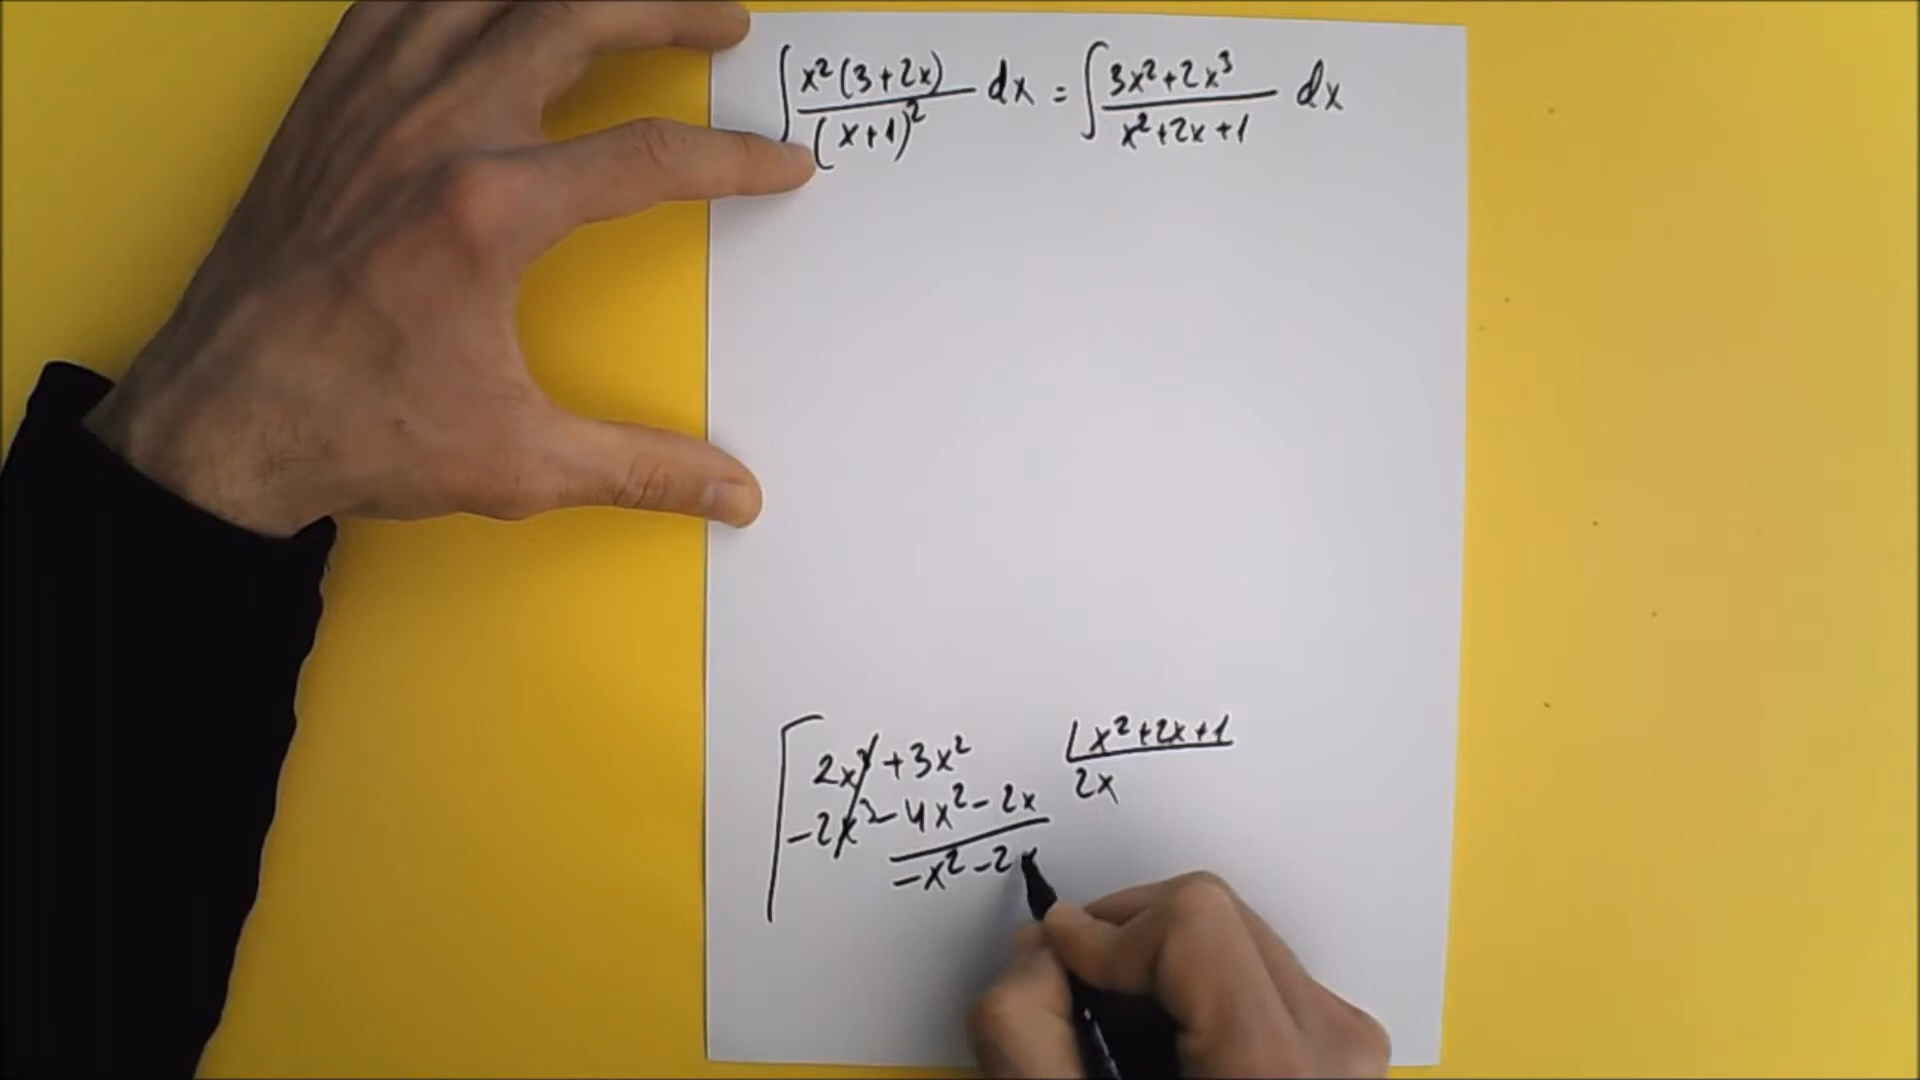 ∫ x²(3+2x)/(x+1)² dx = ∫ 3x²+2x³/x²+2x+1 dx
2x³+3x² x²+2x+1
-2x³-4x²-2x 2x
-x²-2x